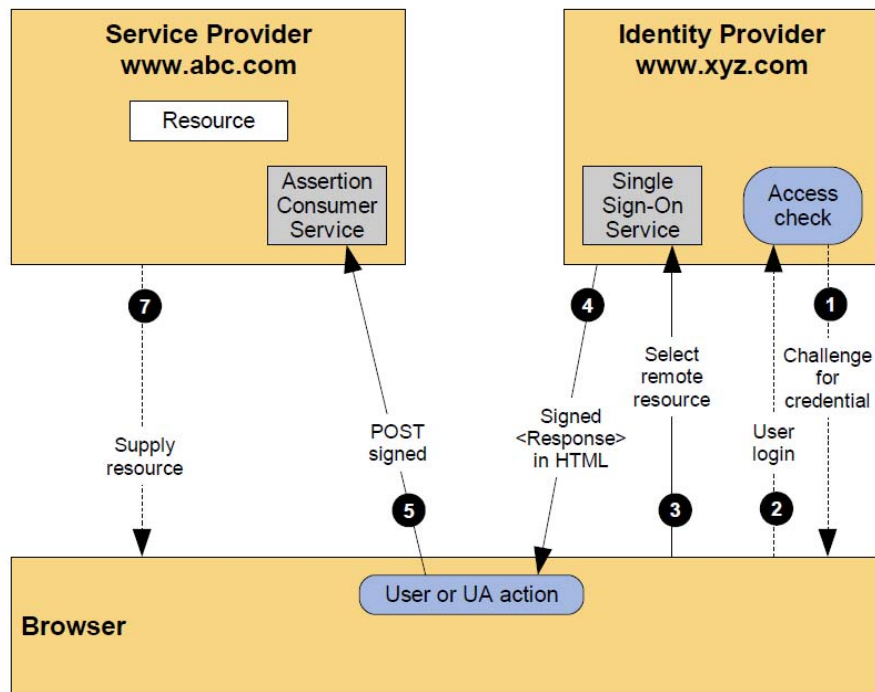 Service Provider
www.abc.com
Resource
Assertion
Consumer
Service
Identity Provider
www.xyz.com
Single
Sign-On
Service
Access
check
7
4
1
Supply
resource
POST
signed
Signed
<Response>
in HTML
Select
remote
resource
Challenge
for
credential
User
login
5
3
2
User or UA action
Browser